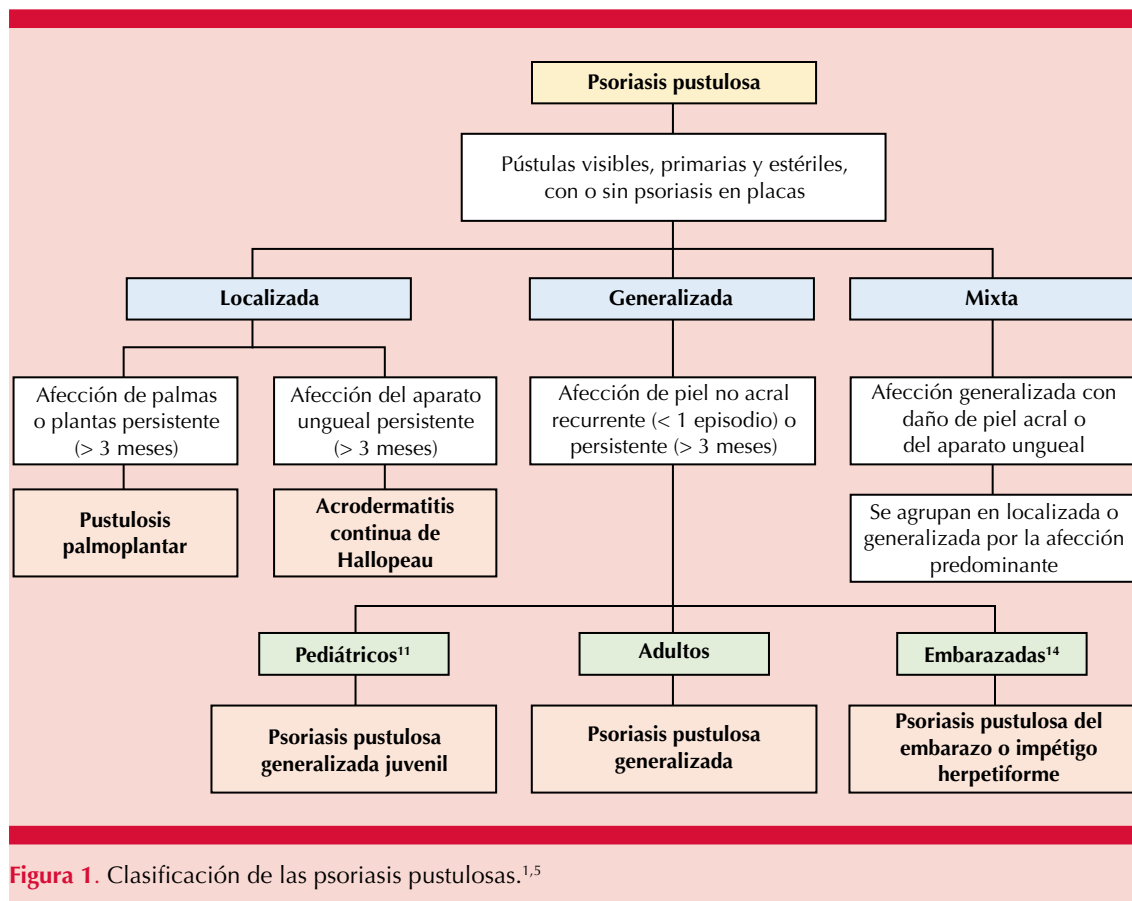 Psoriasis pustulosa
Pústulas visibles, primarias y estériles,
con o sin psoriasis en placas
Localizada
Generalizada
Mixta
Afección de palmas
o plantas persistente
(> 3 meses)
Afección del aparato
ungueal persistente
(> 3 meses)
Afección de piel no acral
recurrente (< 1 episodio) o
persistente (> 3 meses)
Afección generalizada con
daño de piel acral o
del aparato ungueal
Pustulosis
palmoplantar
Acrodermatitis
continua de
Hallopeau
Se agrupan en localizada o
generalizada por la afección
predominante
Pediátricos¹¹
Adultos
Embarazadas¹⁴
Psoriasis pustulosa
generalizada juvenil
Psoriasis pustulosa
generalizada
Psoriasis pustulosa del
embarazo o impétigo
herpetiforme
Figura 1. Clasificación de las psoriasis pustulosas.¹,⁵